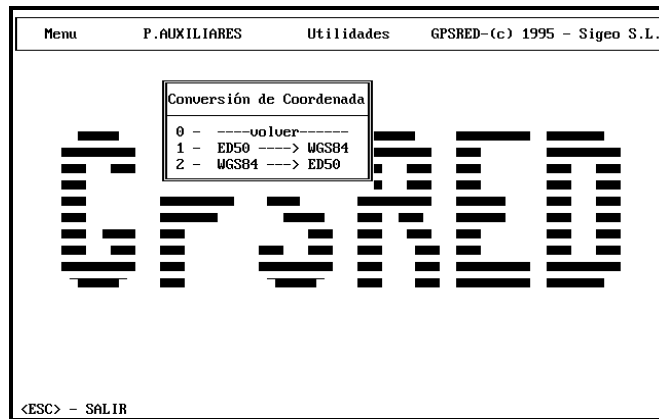 Menu P.AUXILIARES Utilidades GPSRED-(c) 1995 - Sigeo S.L.
Conversión de Coordenada
0 - ----volver------
1 - ED50 ----> WGS84
2 - WGS84 ---> ED50
GPSRED
<ESC> - SALIR